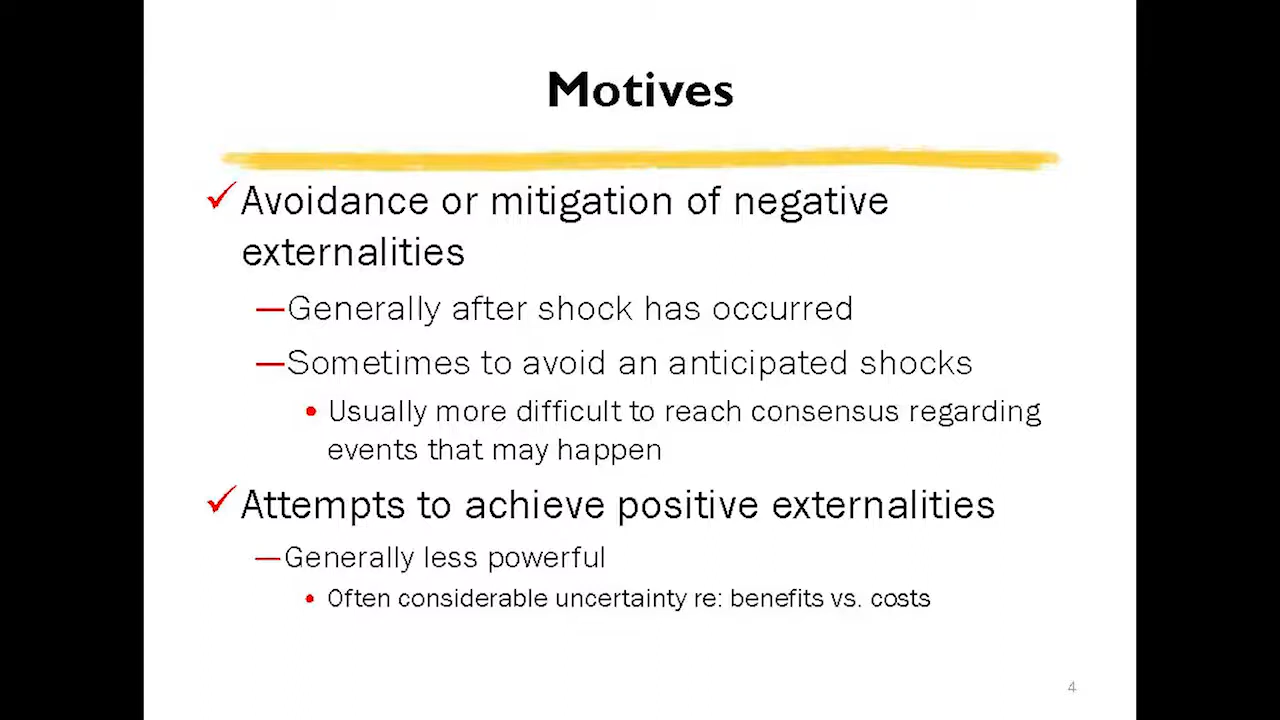 Motives
Avoidance or mitigation of negative
externalities
—Generally after shock has occurred
—Sometimes to avoid an anticipated shocks
• Usually more difficult to reach consensus regarding
events that may happen
Attempts to achieve positive externalities
—Generally less powerful
• Often considerable uncertainty re: benefits vs. costs
4